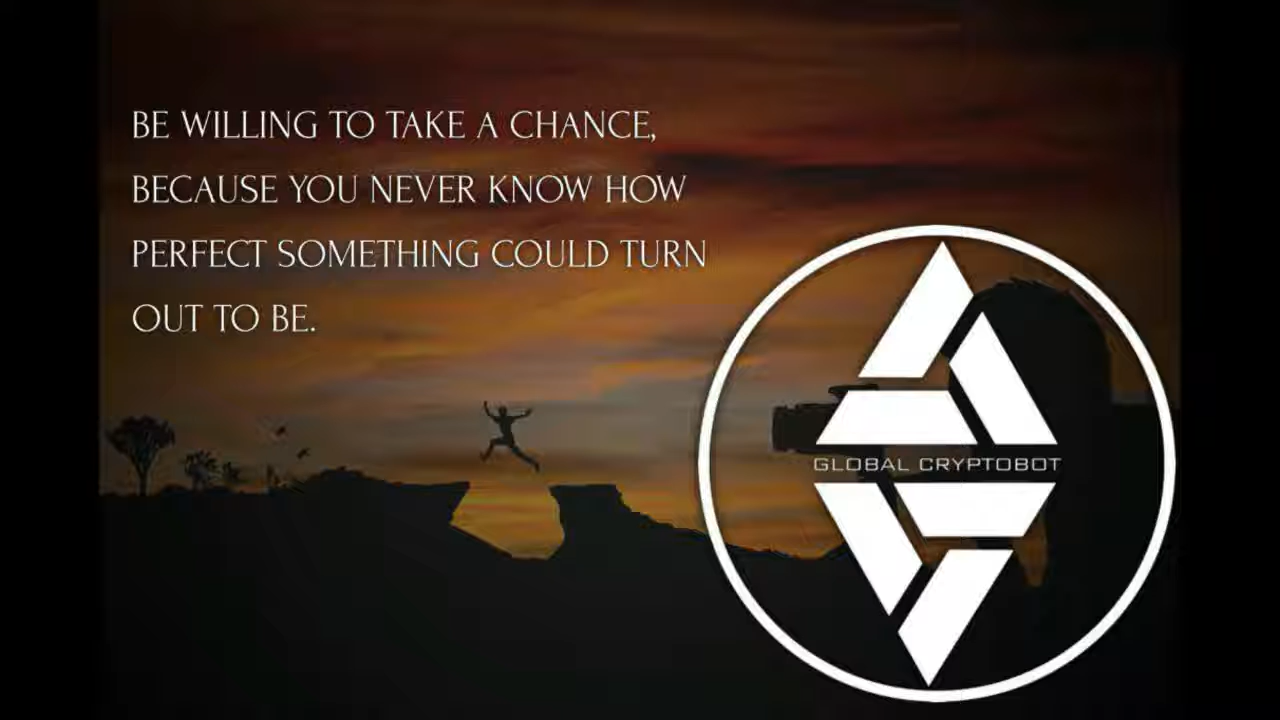 BE WILLING TO TAKE A CHANCE,
BECAUSE YOU NEVER KNOW HOW
PERFECT SOMETHING COULD TURN
OUT TO BE.
GLOBAL CRYPTOBOT